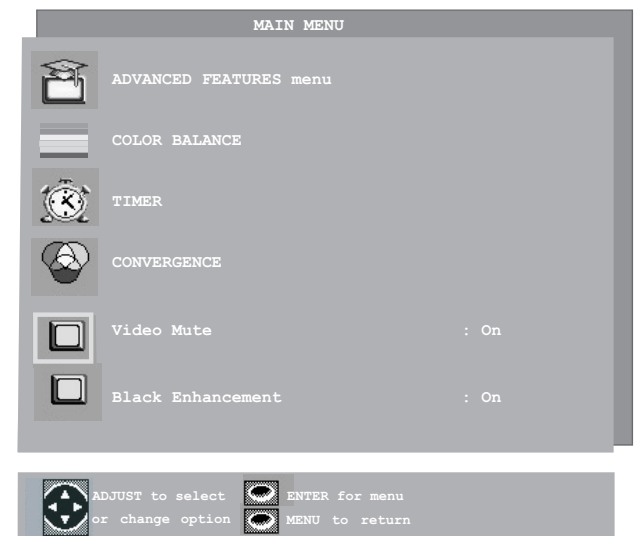 MAIN MENU
ADVANCED FEATURES menu
COLOR BALANCE
TIMER
CONVERGENCE
Video Mute : On
Black Enhancement : On
ADJUST to select ENTER for menu
or change option MENU to return